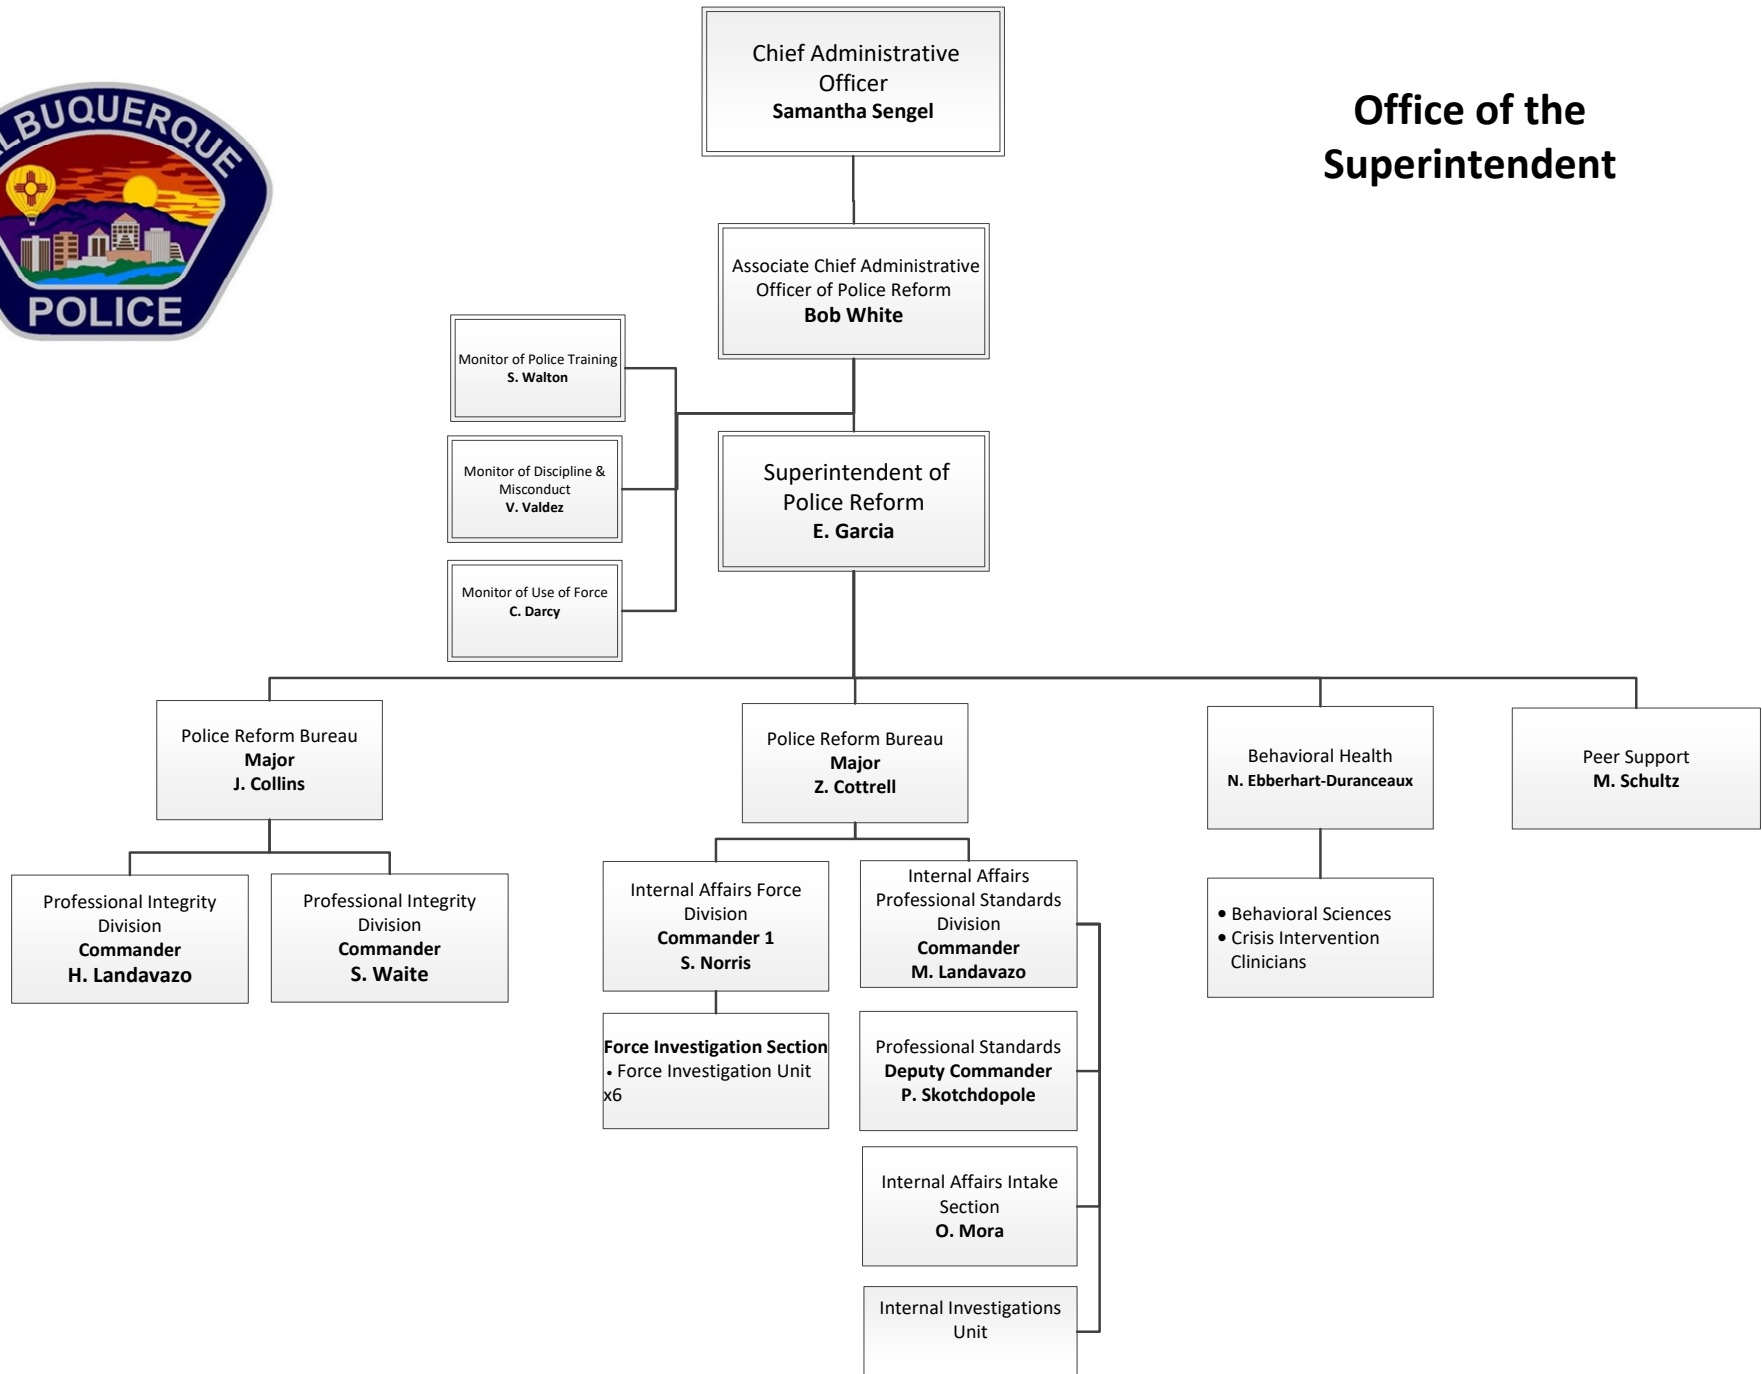 ALBUQUERQUE
POLICE
Office of the
Superintendent
Chief Administrative
Officer
Samantha Sengel
Associate Chief Administrative
Officer of Police Reform
Bob White
Monitor of Police Training
S. Walton
Monitor of Discipline &
Misconduct
V. Valdez
Monitor of Use of Force
C. Darcy
Superintendent of
Police Reform
E. Garcia
Police Reform Bureau
Major
J. Collins
Police Reform Bureau
Major
Z. Cottrell
Behavioral Health
N. Ebberhart-Duranceaux
Peer Support
M. Schultz
Professional Integrity
Division
Commander
H. Landavazo
Professional Integrity
Division
Commander
S. Waite
Internal Affairs Force
Division
Commander 1
S. Norris
Internal Affairs
Professional Standards
Division
Commander
M. Landavazo
• Behavioral Sciences
• Crisis Intervention
Clinicians
Force Investigation Section
• Force Investigation Unit
x6
Professional Standards
Deputy Commander
P. Skotchdopole
Internal Affairs Intake
Section
O. Mora
Internal Investigations
Unit